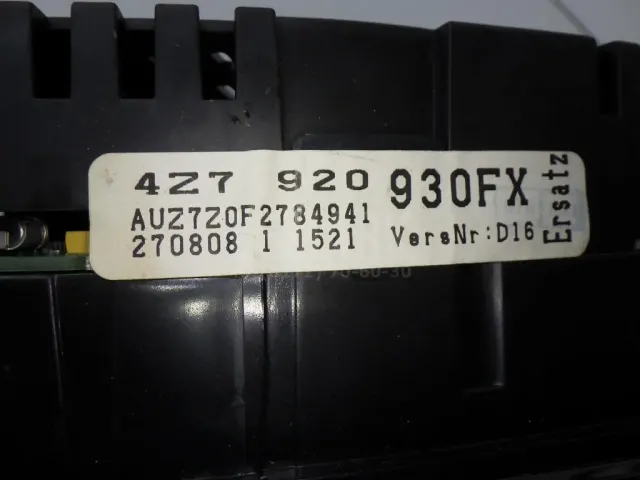 4Z7 920 930FX
AUZ7Z0F2784941
270808 1 1521 VersNr:D16
Ersatz